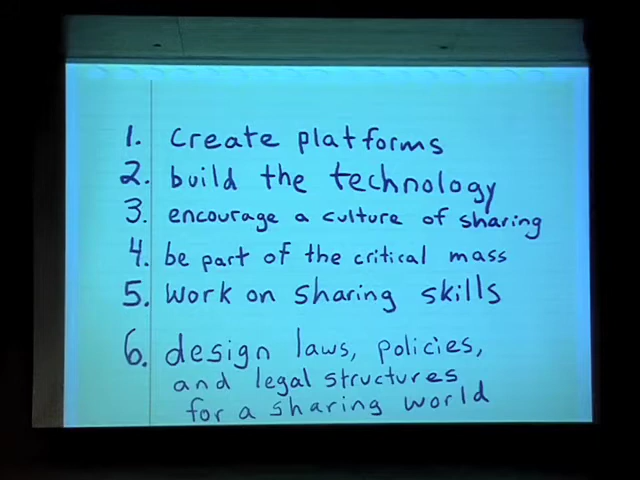 1. create platforms
2. build the technology
3. encourage a culture of sharing
4. be part of the critical mass
5. work on sharing skills
6. design laws, policies,
and legal structures
for a sharing world